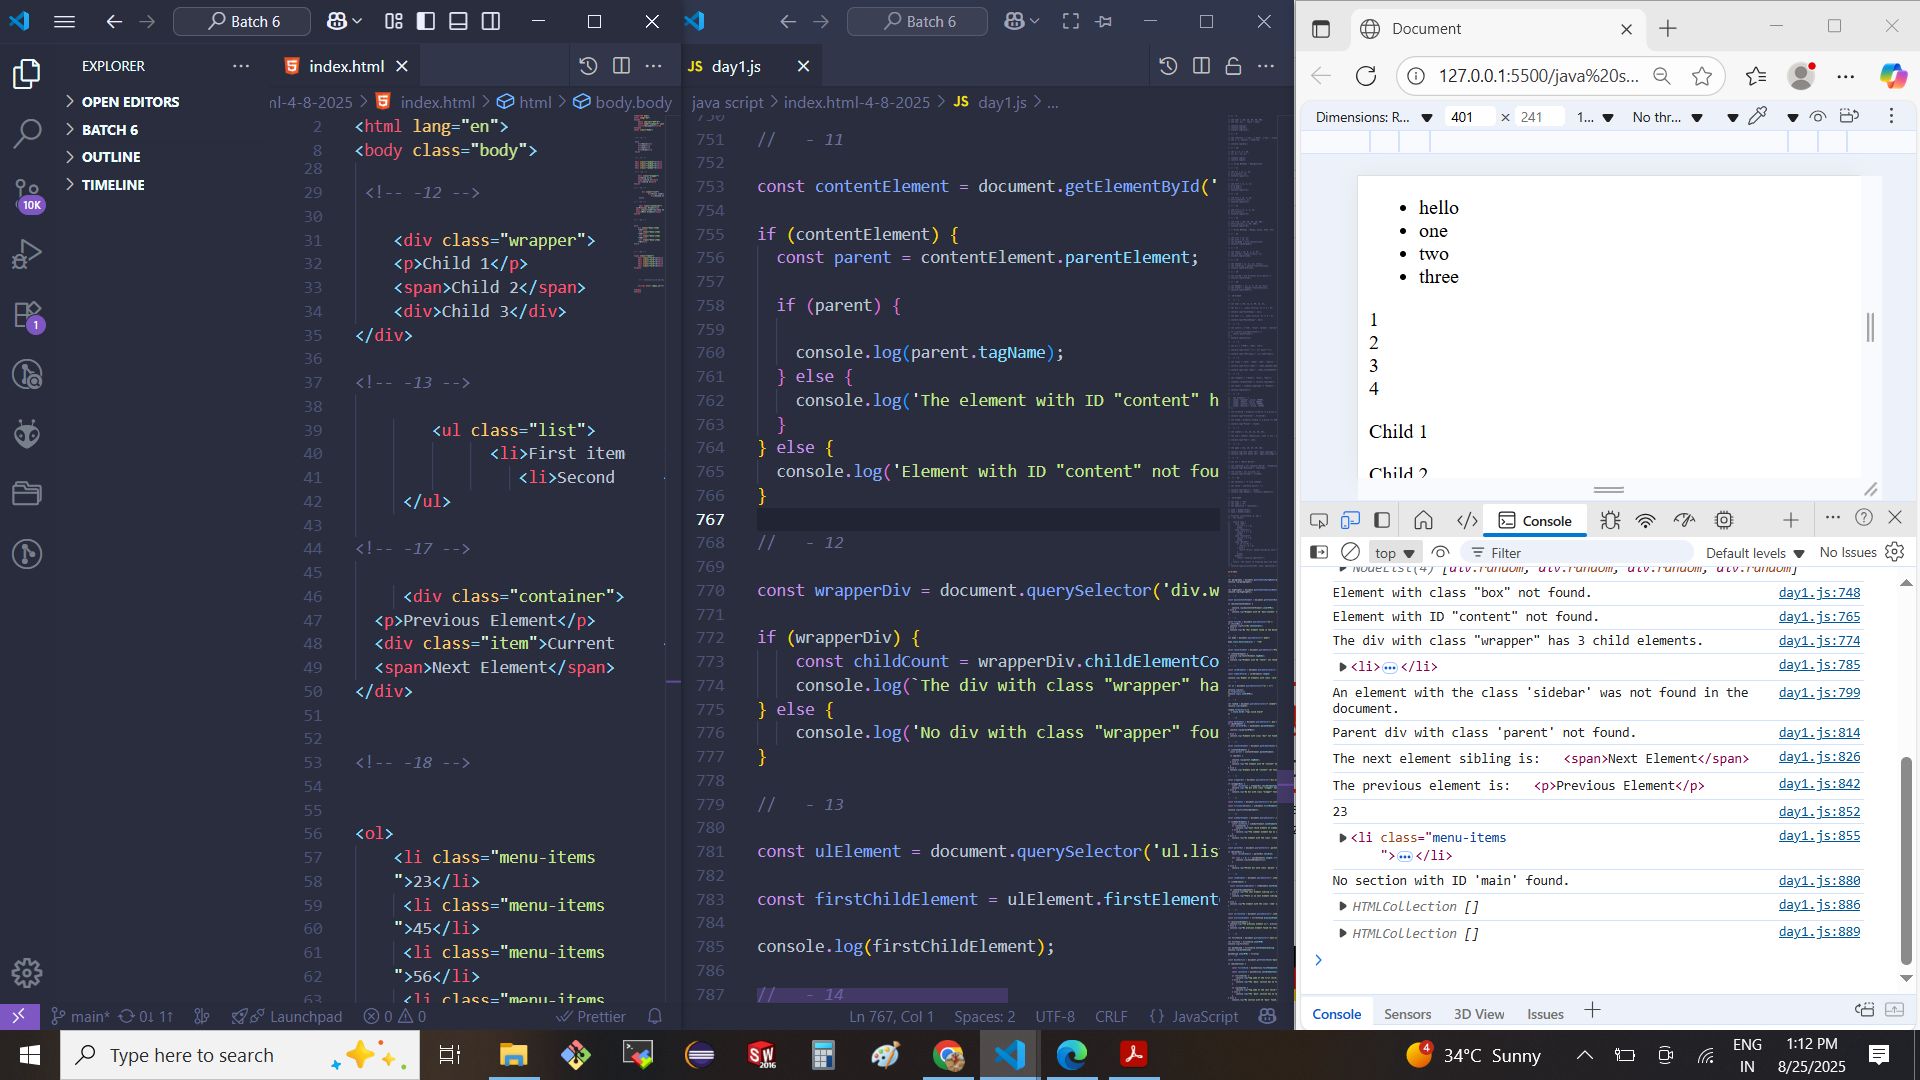 Batch 6
EXPLORER
OPEN EDITORS
BATCH 6
OUTLINE
TIMELINE
10K
1
index.html
ml-4-8-2025 > index.html > html > body.body
2 <html lang="en">
8 <body class="body">
28
29 <!-- -12 -->
30
31 <div class="wrapper">
32 <p>Child 1</p>
33 <span>Child 2</span>
34 <div>Child 3</div>
35 </div>
36
37 <!-- -13 -->
38
39 <ul class="list">
40 <li>First item
41 <li>Second
42 </ul>
43
44 <!-- -17 -->
45
46 <div class="container">
47 <p>Previous Element</p>
48 <div class="item">Current
49 <span>Next Element</span>
50 </div>
51
52
53 <!-- -18 -->
54
55
56 <ol>
57 <li class="menu-items
58 ">23</li>
59 <li class="menu-items
60 ">45</li>
61 <li class="menu-items
62 ">56</li>
63 <li class="menu-items
main* 0↓ 1↑ Launchpad 0 0 Prettier
Batch 6
JS day1.js
java script > index.html-4-8-2025 > JS day1.js > ...
750
751 // - 11
752
753 const contentElement = document.getElementById('
754
755 if (contentElement) {
756 const parent = contentElement.parentElement;
757
758 if (parent) {
759
760 console.log(parent.tagName);
761 } else {
762 console.log('The element with ID "content" h
763 }
764 } else {
765 console.log('Element with ID "content" not fou
766 }
767
768 // - 12
769
770 const wrapperDiv = document.querySelector('div.w
771
772 if (wrapperDiv) {
773 const childCount = wrapperDiv.childElementCo
774 console.log(`The div with class "wrapper" ha
775 } else {
776 console.log('No div with class "wrapper" fou
777 }
778
779 // - 13
780
781 const ulElement = document.querySelector('ul.lis
782
783 const firstChildElement = ulElement.firstElement
784
785 console.log(firstChildElement);
786
787 // - 14
Ln 767, Col 1 Spaces: 2 UTF-8 CRLF {} JavaScript
Document
127.0.0.1:5500/java%20s...
Dimensions: R... 401 × 241 1... No thr...
hello
one
two
three
1
2
3
4
Child 1
Child 2
Console
top Filter Default levels No Issues
NodeList(4) [div.random, div.random, div.random, div.random]
Element with class "box" not found. day1.js:748
Element with ID "content" not found. day1.js:765
The div with class "wrapper" has 3 child elements. day1.js:774
<li>…</li> day1.js:785
An element with the class 'sidebar' was not found in the document. day1.js:799
Parent div with class 'parent' not found. day1.js:814
The next element sibling is: <span>Next Element</span> day1.js:826
The previous element is: <p>Previous Element</p> day1.js:842
23 day1.js:852
<li class="menu-items day1.js:855
">…</li>
No section with ID 'main' found. day1.js:880
HTMLCollection [] day1.js:886
HTMLCollection [] day1.js:889
Console Sensors 3D View Issues
Type here to search
SW 2016
4
34°C Sunny
ENG
IN
1:12 PM
8/25/2025